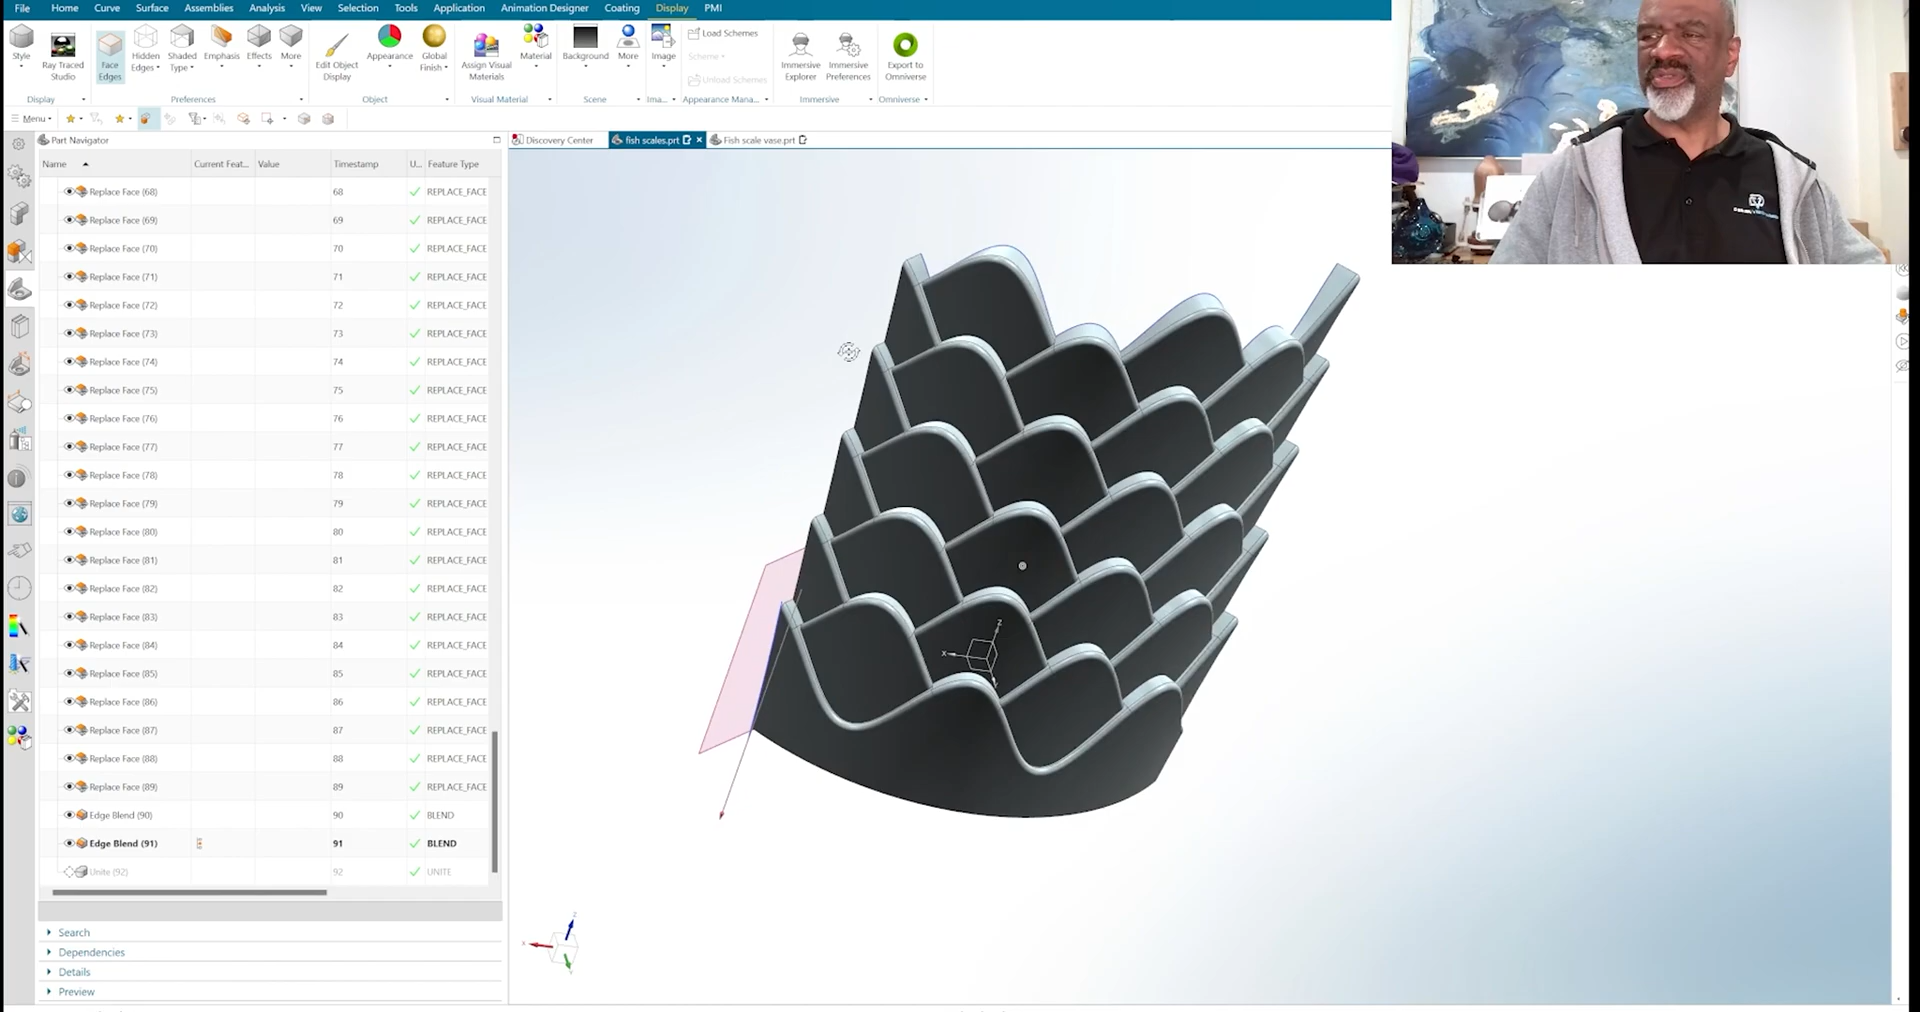 File Home Curve Surface Assemblies Analysis View Selection Tools Application Animation Designer Coating Display PMI
Style
Ray Traced Studio
Face Edges
Hidden Edges
Shaded Type
Emphasis
Effects
More
Edit Object Display
Appearance
Global Finish
Assign Visual Materials
Material
Background
More
Image
Load Schemes
Scheme
Unload Schemes
Immersive Explorer
Immersive Preferences
Export to Omniverse
Display Preferences Object Visual Material Scene Ima... Appearance Mana... Immersive Omniverse
Menu
Part Navigator
Discovery Center fish scales.prt Fish scale vase.prt
Name Current Feat... Value Timestamp U... Feature Type
Replace Face (68) 68 REPLACE_FACE
Replace Face (69) 69 REPLACE_FACE
Replace Face (70) 70 REPLACE_FACE
Replace Face (71) 71 REPLACE_FACE
Replace Face (72) 72 REPLACE_FACE
Replace Face (73) 73 REPLACE_FACE
Replace Face (74) 74 REPLACE_FACE
Replace Face (75) 75 REPLACE_FACE
Replace Face (76) 76 REPLACE_FACE
Replace Face (77) 77 REPLACE_FACE
Replace Face (78) 78 REPLACE_FACE
Replace Face (79) 79 REPLACE_FACE
Replace Face (80) 80 REPLACE_FACE
Replace Face (81) 81 REPLACE_FACE
Replace Face (82) 82 REPLACE_FACE
Replace Face (83) 83 REPLACE_FACE
Replace Face (84) 84 REPLACE_FACE
Replace Face (85) 85 REPLACE_FACE
Replace Face (86) 86 REPLACE_FACE
Replace Face (87) 87 REPLACE_FACE
Replace Face (88) 88 REPLACE_FACE
Replace Face (89) 89 REPLACE_FACE
Edge Blend (90) 90 BLEND
Edge Blend (91) 91 BLEND
Unite (92) 92 UNITE
Search
Dependencies
Details
Preview
Z
X
Z
X
Y